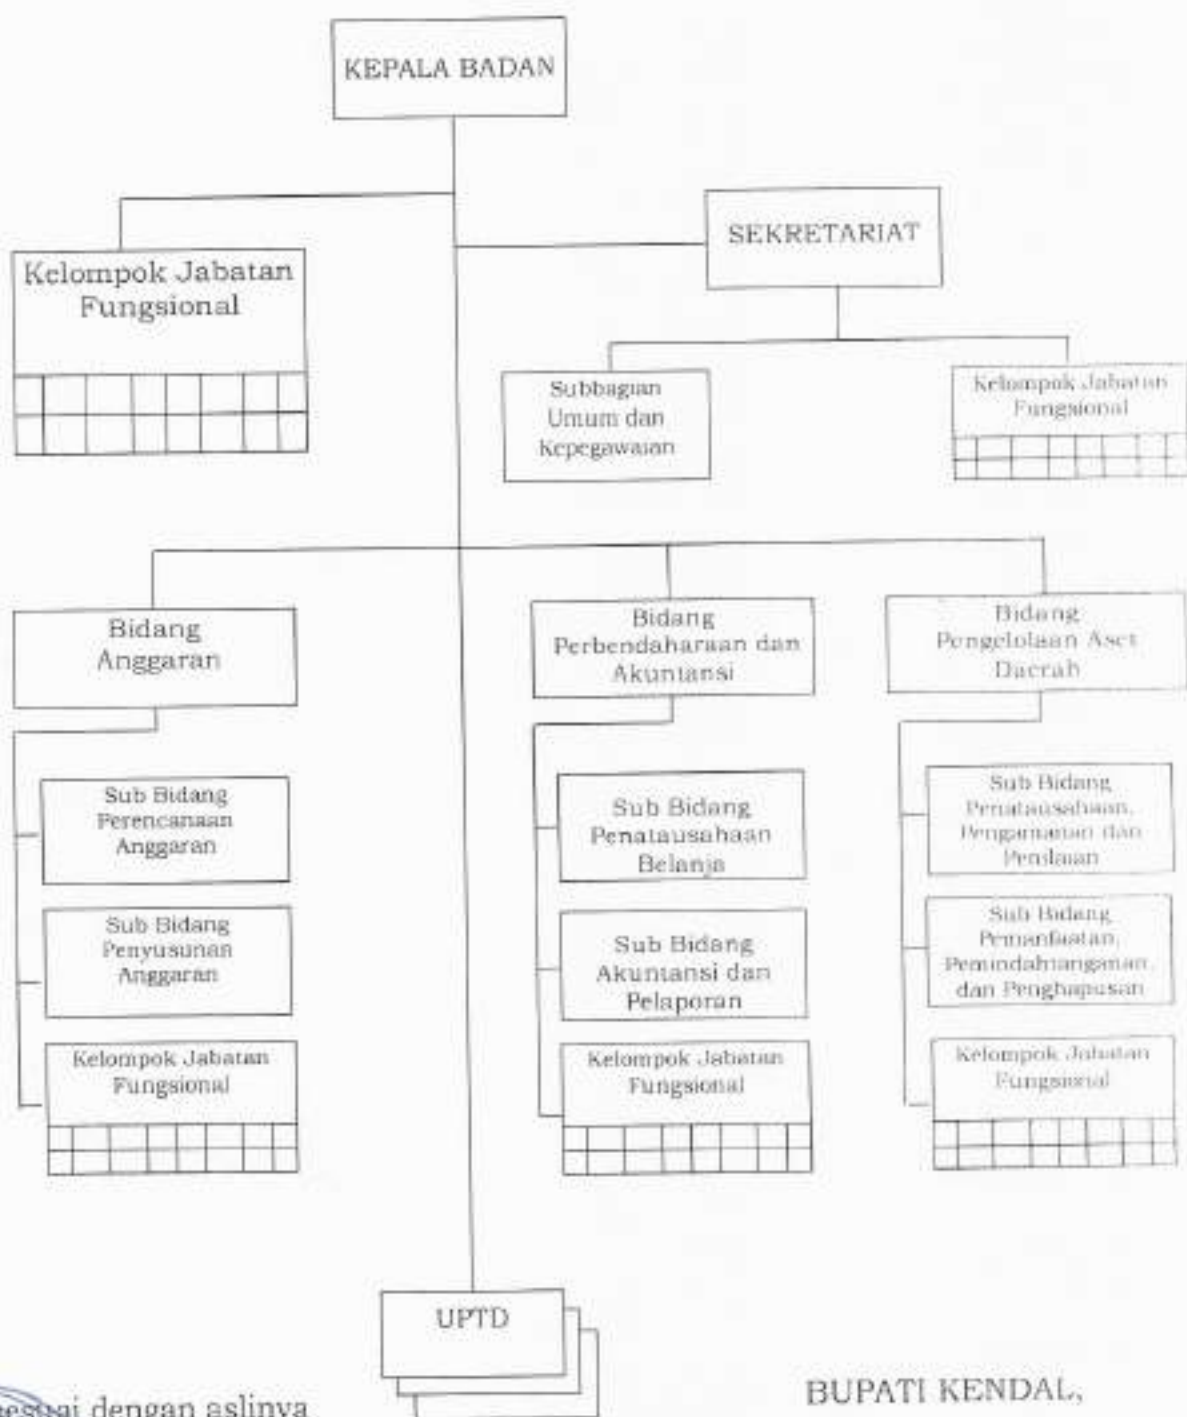 KEPALA BADAN
SEKRETARIAT
Kelompok Jabatan
Fungsional
Subbagian
Umum dan
Kepegawaian
Kelompok Jabatan
Fungsional
Bidang
Anggaran
Bidang
Perbendaharaan dan
Akuntansi
Bidang
Pengelolaan Aset
Daerah
Sub Bidang
Perencanaan
Anggaran
Sub Bidang
Penyusunan
Anggaran
Kelompok Jabatan
Fungsional
Sub Bidang
Penatausahaan
Belanja
Sub Bidang
Akuntansi dan
Pelaporan
Kelompok Jabatan
Fungsional
Sub Bidang
Penatausahaan,
Pengamanan dan
Penilaian
Sub Bidang
Pemanfaatan,
Pemindahtanganan,
dan Penghapusan
Kelompok Jabatan
Fungsional
UPTD
sesuai dengan aslinya
BUPATI KENDAL,